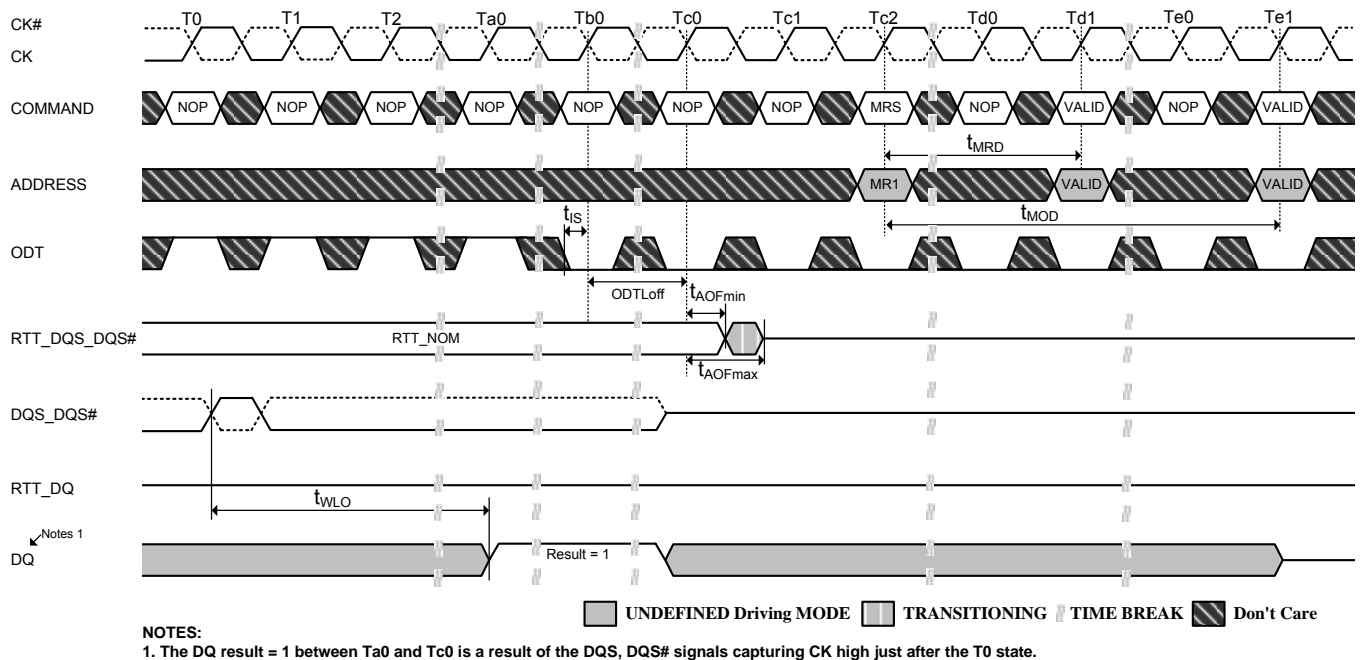 T0 T1 T2 Ta0 Tb0 Tc0 Tc1 Tc2 Td0 Td1 Te0 Te1
CK#
CK
COMMAND NOP NOP NOP NOP NOP NOP NOP MRS NOP VALID NOP VALID
tMRD
ADDRESS MR1 VALID VALID
tIS tMOD
ODT
ODTLoff tAOFmin
RTT_DQS_DQS# RTT_NOM
tAOFmax
DQS_DQS#
RTT_DQ
tWLO
Notes 1
DQ Result = 1
UNDEFINED Driving MODE TRANSITIONING TIME BREAK Don't Care
NOTES:
1. The DQ result = 1 between Ta0 and Tc0 is a result of the DQS, DQS# signals capturing CK high just after the T0 state.